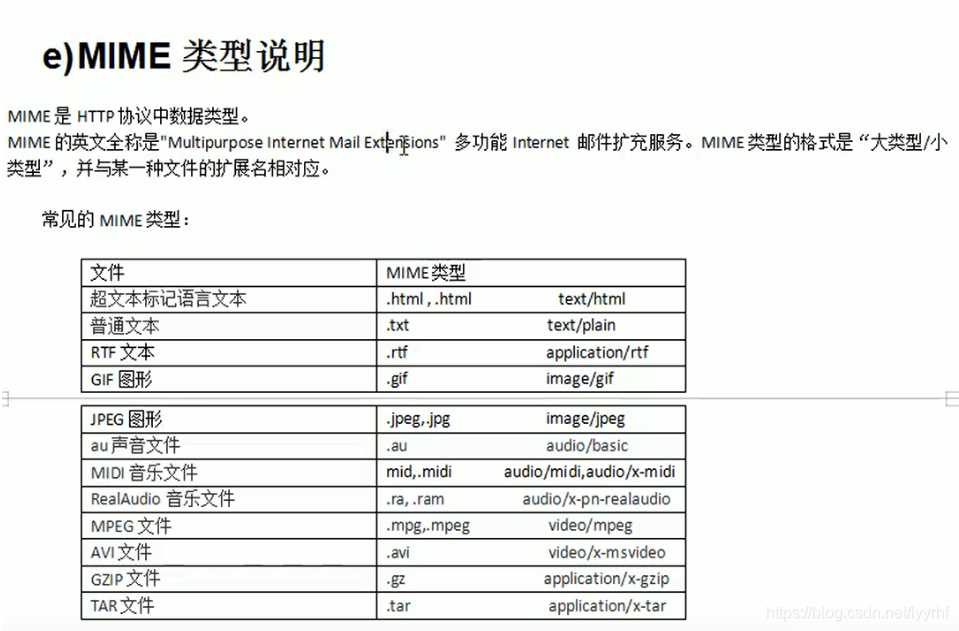 e)MIME 类型说明
MIME 是 HTTP 协议中数据类型。
MIME 的英文全称是"Multipurpose Internet Mail Extensions" 多功能 Internet 邮件扩充服务。MIME 类型的格式是“大类型/小
类型”，并与某一种文件的扩展名相对应。
常见的 MIME 类型：
文件 MIME 类型
超文本标记语言文本 .html , .html text/html
普通文本 .txt text/plain
RTF 文本 .rtf application/rtf
GIF 图形 .gif image/gif
JPEG 图形 .jpeg,.jpg image/jpeg
au 声音文件 .au audio/basic
MIDI 音乐文件 mid,.midi audio/midi,audio/x-midi
RealAudio 音乐文件 .ra, .ram audio/x-pn-realaudio
MPEG 文件 .mpg,.mpeg video/mpeg
AVI 文件 .avi video/x-msvideo
GZIP 文件 .gz application/x-gzip
TAR 文件 .tar application/x-tar
https://blog.csdn.net/lyyrhf